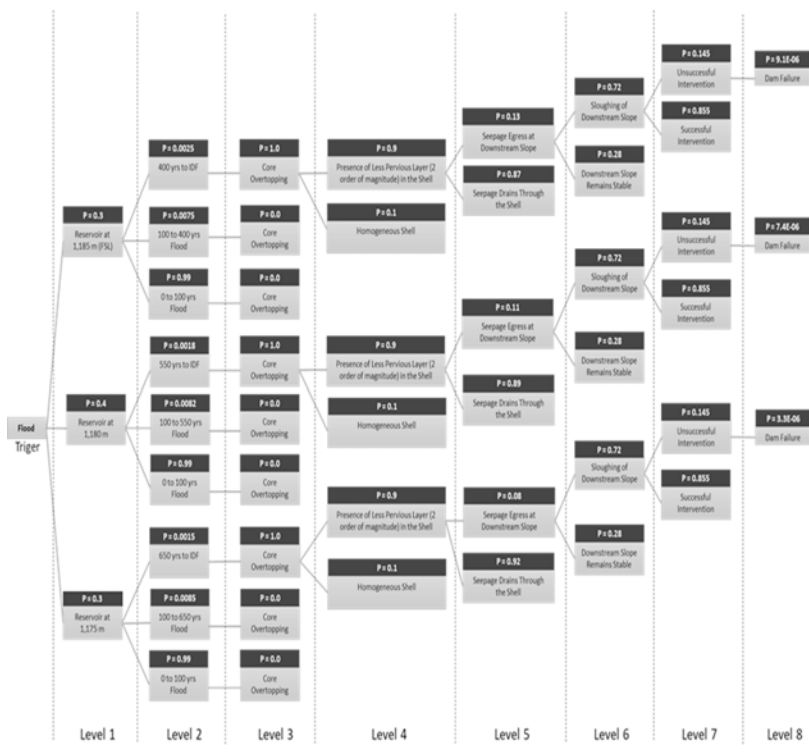 Flood
Triger
P = 0.3
Reservoir at
1,185 m (FSL)
P = 0.4
Reservoir at
1,180 m
P = 0.3
Reservoir at
1,175 m
P = 0.0025
400 yrs to IDF
P = 0.0075
100 to 400 yrs
Flood
P = 0.99
0 to 100 yrs
Flood
P = 0.0018
550 yrs to IDF
P = 0.0082
100 to 550 yrs
Flood
P = 0.99
0 to 100 yrs
Flood
P = 0.0015
650 yrs to IDF
P = 0.0085
100 to 650 yrs
Flood
P = 0.99
0 to 100 yrs
Flood
P = 1.0
Core
Overtopping
P = 0.0
Core
Overtopping
P = 0.0
Core
Overtopping
P = 1.0
Core
Overtopping
P = 0.0
Core
Overtopping
P = 0.0
Core
Overtopping
P = 1.0
Core
Overtopping
P = 0.0
Core
Overtopping
P = 0.0
Core
Overtopping
P = 0.9
Presence of Less Pervious Layer (2
order of magnitude) in the Shell
P = 0.1
Homogeneous Shell
P = 0.9
Presence of Less Pervious Layer (2
order of magnitude) in the Shell
P = 0.1
Homogeneous Shell
P = 0.9
Presence of Less Pervious Layer (2
order of magnitude) in the Shell
P = 0.1
Homogeneous Shell
P = 0.13
Seepage Egress at
Downstream Slope
P = 0.87
Seepage Drains Through
the Shell
P = 0.11
Seepage Egress at
Downstream Slope
P = 0.89
Seepage Drains Through
the Shell
P = 0.08
Seepage Egress at
Downstream Slope
P = 0.92
Seepage Drains Through
the Shell
P = 0.72
Sloughing of
Downstream Slope
P = 0.28
Downstream Slope
Remains Stable
P = 0.72
Sloughing of
Downstream Slope
P = 0.28
Downstream Slope
Remains Stable
P = 0.72
Sloughing of
Downstream Slope
P = 0.28
Downstream Slope
Remains Stable
P = 0.145
Unsuccessful
Intervention
P = 0.855
Successful
Intervention
P = 0.145
Unsuccessful
Intervention
P = 0.855
Successful
Intervention
P = 0.145
Unsuccessful
Intervention
P = 0.855
Successful
Intervention
P = 9.1E-06
Dam Failure
P = 7.4E-06
Dam Failure
P = 3.3E-06
Dam Failure
Level 1
Level 2
Level 3
Level 4
Level 5
Level 6
Level 7
Level 8